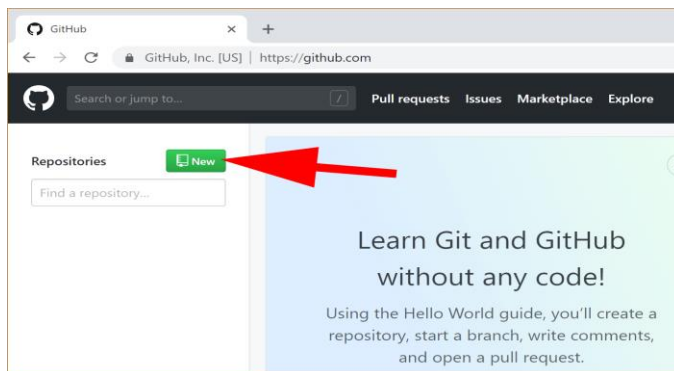 GitHub
GitHub, Inc. [US] | https://github.com
Search or jump to...
/
Pull requests Issues Marketplace Explore
Repositories
New
Find a repository...
Learn Git and GitHub
without any code!
Using the Hello World guide, you'll create a
repository, start a branch, write comments,
and open a pull request.